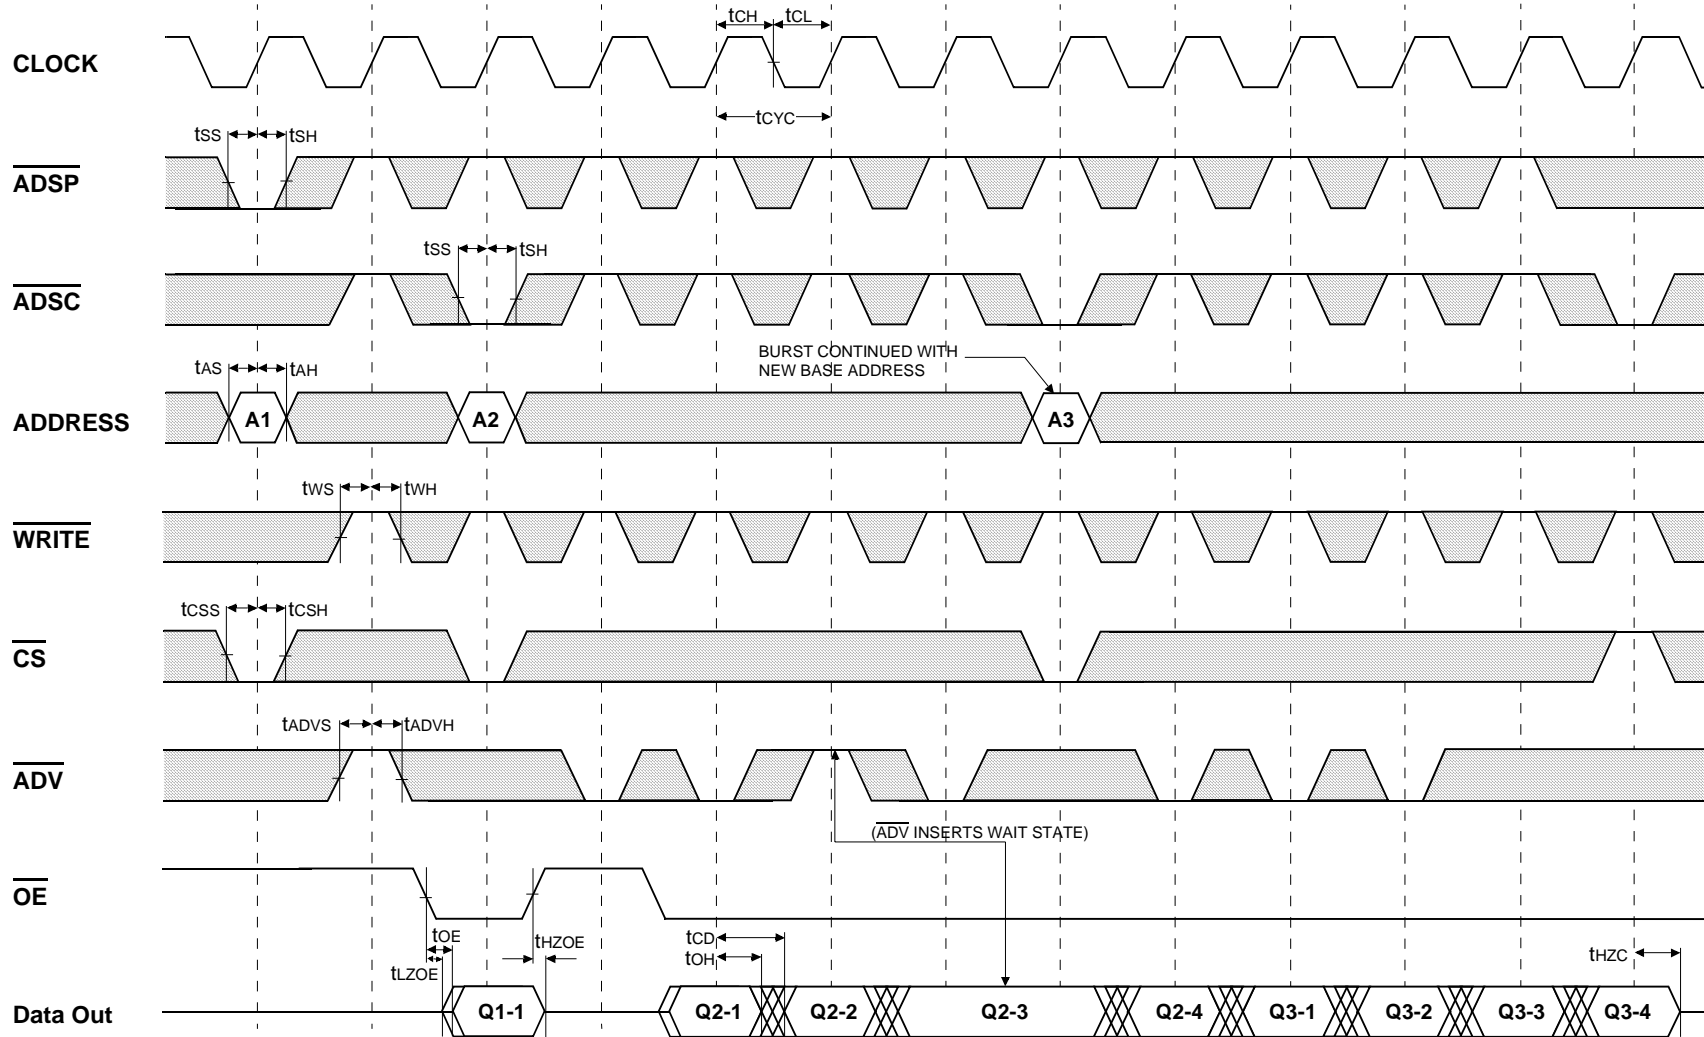 CLOCK
tCH
tCL
tCYC
tSS
tSH
ADSP
tSS
tSH
ADSC
BURST CONTINUED WITH
NEW BASE ADDRESS
tAS
tAH
ADDRESS
A1
A2
A3
tWS
tWH
WRITE
tCSS
tCSH
CS
tADVS
tADVH
ADV
(ADV INSERTS WAIT STATE)
OE
tOE
tHZOE
tLZOE
tCD
tOH
tHZC
Data Out
Q1-1
Q2-1
Q2-2
Q2-3
Q2-4
Q3-1
Q3-2
Q3-3
Q3-4